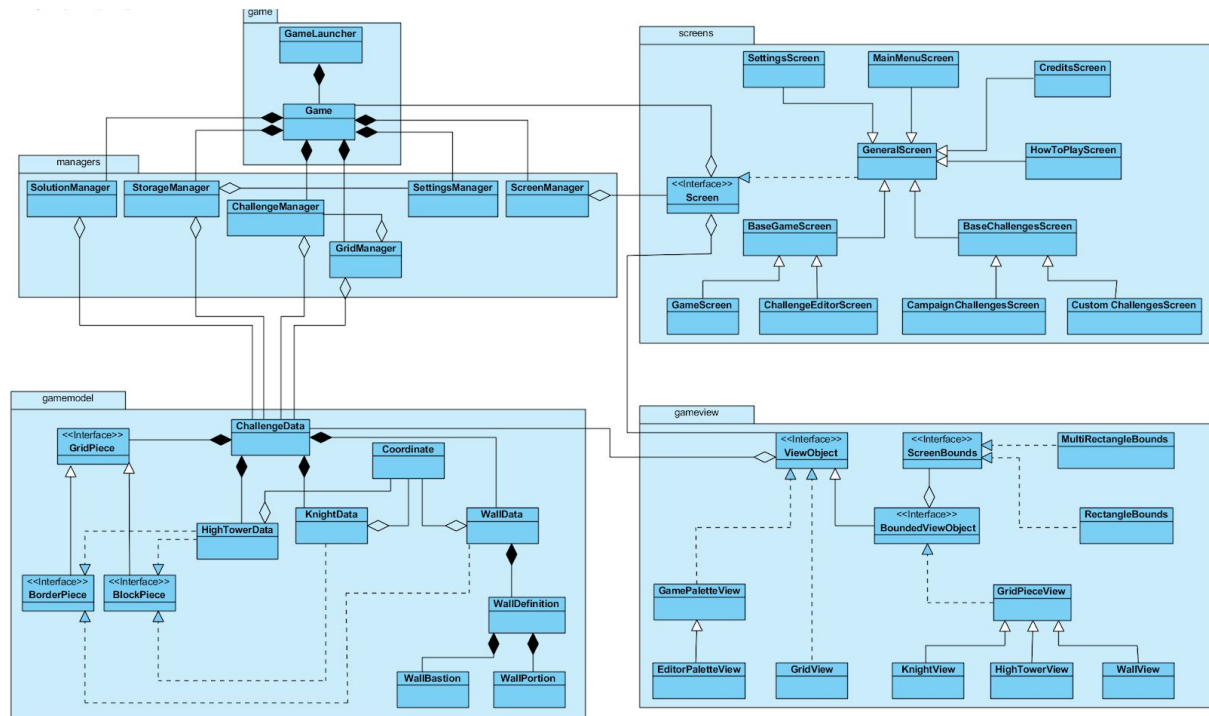 game
GameLauncher
Game
managers
SolutionManager
StorageManager
SettingsManager
ScreenManager
ChallengeManager
GridManager
screens
SettingsScreen
MainMenuScreen
CreditsScreen
GeneralScreen
HowToPlayScreen
<<Interface>>
Screen
BaseGameScreen
BaseChallengesScreen
GameScreen
ChallengeEditorScreen
CampaignChallengesScreen
Custom ChallengesScreen
gamemodel
ChallengeData
<<Interface>>
GridPiece
Coordinate
HighTowerData
KnightData
WallData
<<Interface>>
BorderPiece
<<Interface>>
BlockPiece
WallDefinition
WallBastion
WallPortion
gameview
<<Interface>>
ViewObject
<<Interface>>
ScreenBounds
MultiRectangleBounds
<<Interface>>
BoundedViewObject
RectangleBounds
GamePaletteView
GridPieceView
EditorPaletteView
GridView
KnightView
HighTowerView
WallView